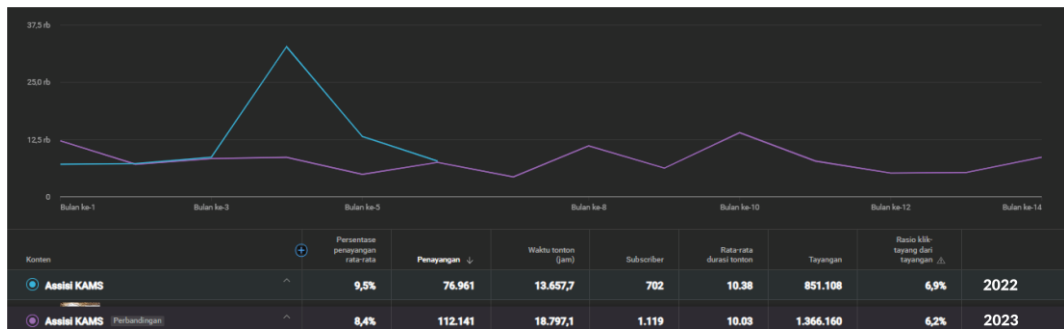 37,5 rb
25,0 rb
12,5 rb
0
Bulan ke-1 Bulan ke-3 Bulan ke-5 Bulan ke-8 Bulan ke-10 Bulan ke-12 Bulan ke-14
Konten Persentase penayangan rata-rata Penayangan ↓ Waktu tonton (jam) Subscriber Rata-rata durasi tonton Tayangan Rasio klik-tayang dari tayangan
Assisi KAMS 9,5% 76.961 13.657,7 702 10.38 851.108 6,9% 2022
Assisi KAMS Perbandingan 8,4% 112.141 18.797,1 1.119 10.03 1.366.160 6,2% 2023